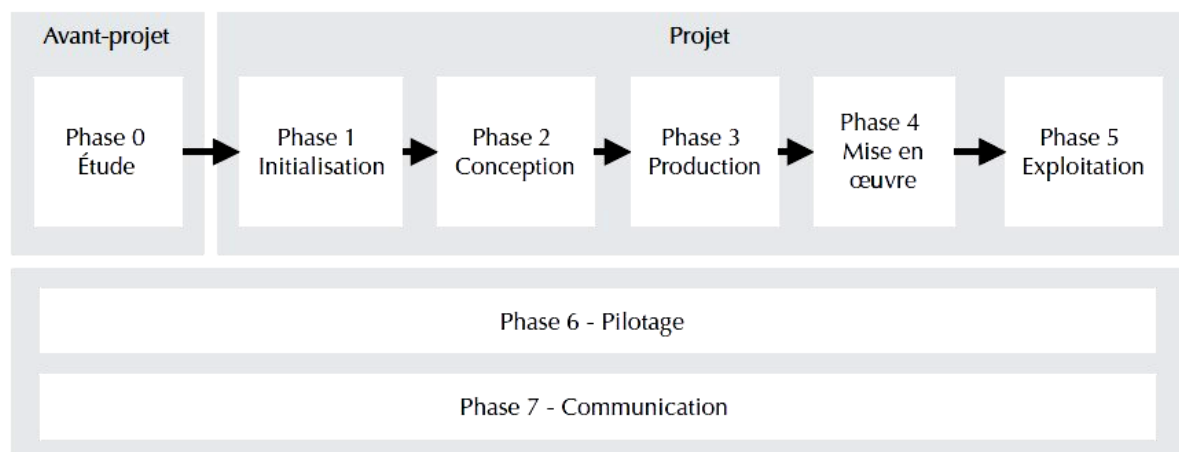 Avant-projet
Projet
Phase 0
Étude
Phase 1
Initialisation
Phase 2
Conception
Phase 3
Production
Phase 4
Mise en
œuvre
Phase 5
Exploitation
Phase 6 - Pilotage
Phase 7 - Communication